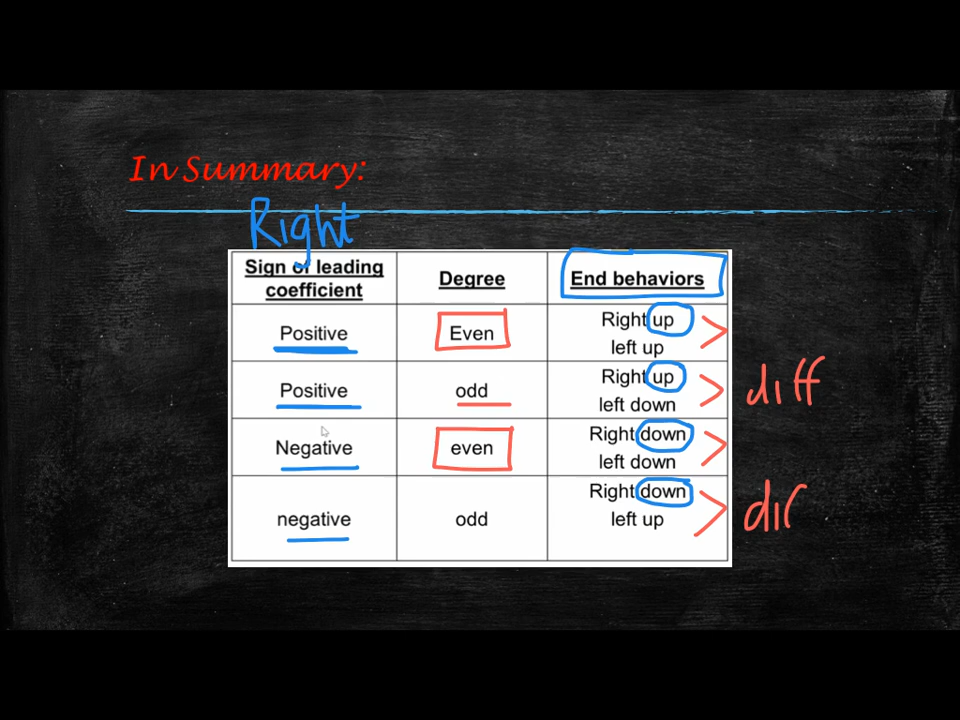 In Summary:
Right
Sign of leading coefficient Degree End behaviors
Positive Even Right up
left up
Positive odd Right up
left down
diff
Negative even Right down
left down
negative odd Right down
left up